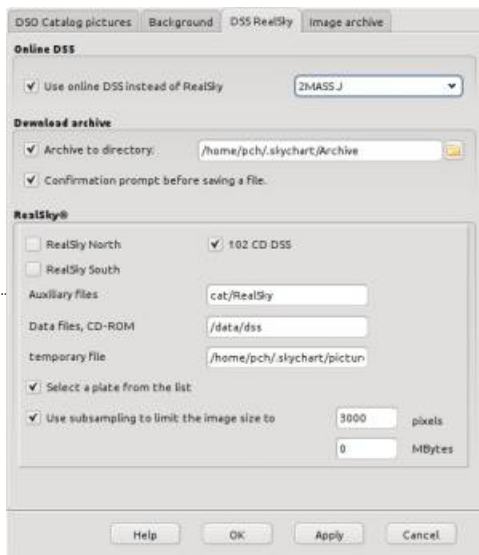 DSO Catalog pictures Background DSS RealSky Image archive
Online DSS
Use online DSS instead of RealSky 2MASS J
Download archive
Archive to directory: /home/pch/.skychart/Archive
Confirmation prompt before saving a file.
RealSky®
RealSky North 102 CD DSS
RealSky South
Auxiliary files cat/RealSky
Data files, CD-ROM /data/dss
temporary file /home/pch/.skychart/pictur
Select a plate from the list
Use subsampling to limit the image size to 3000 pixels
0 MBytes
Help OK Apply Cancel